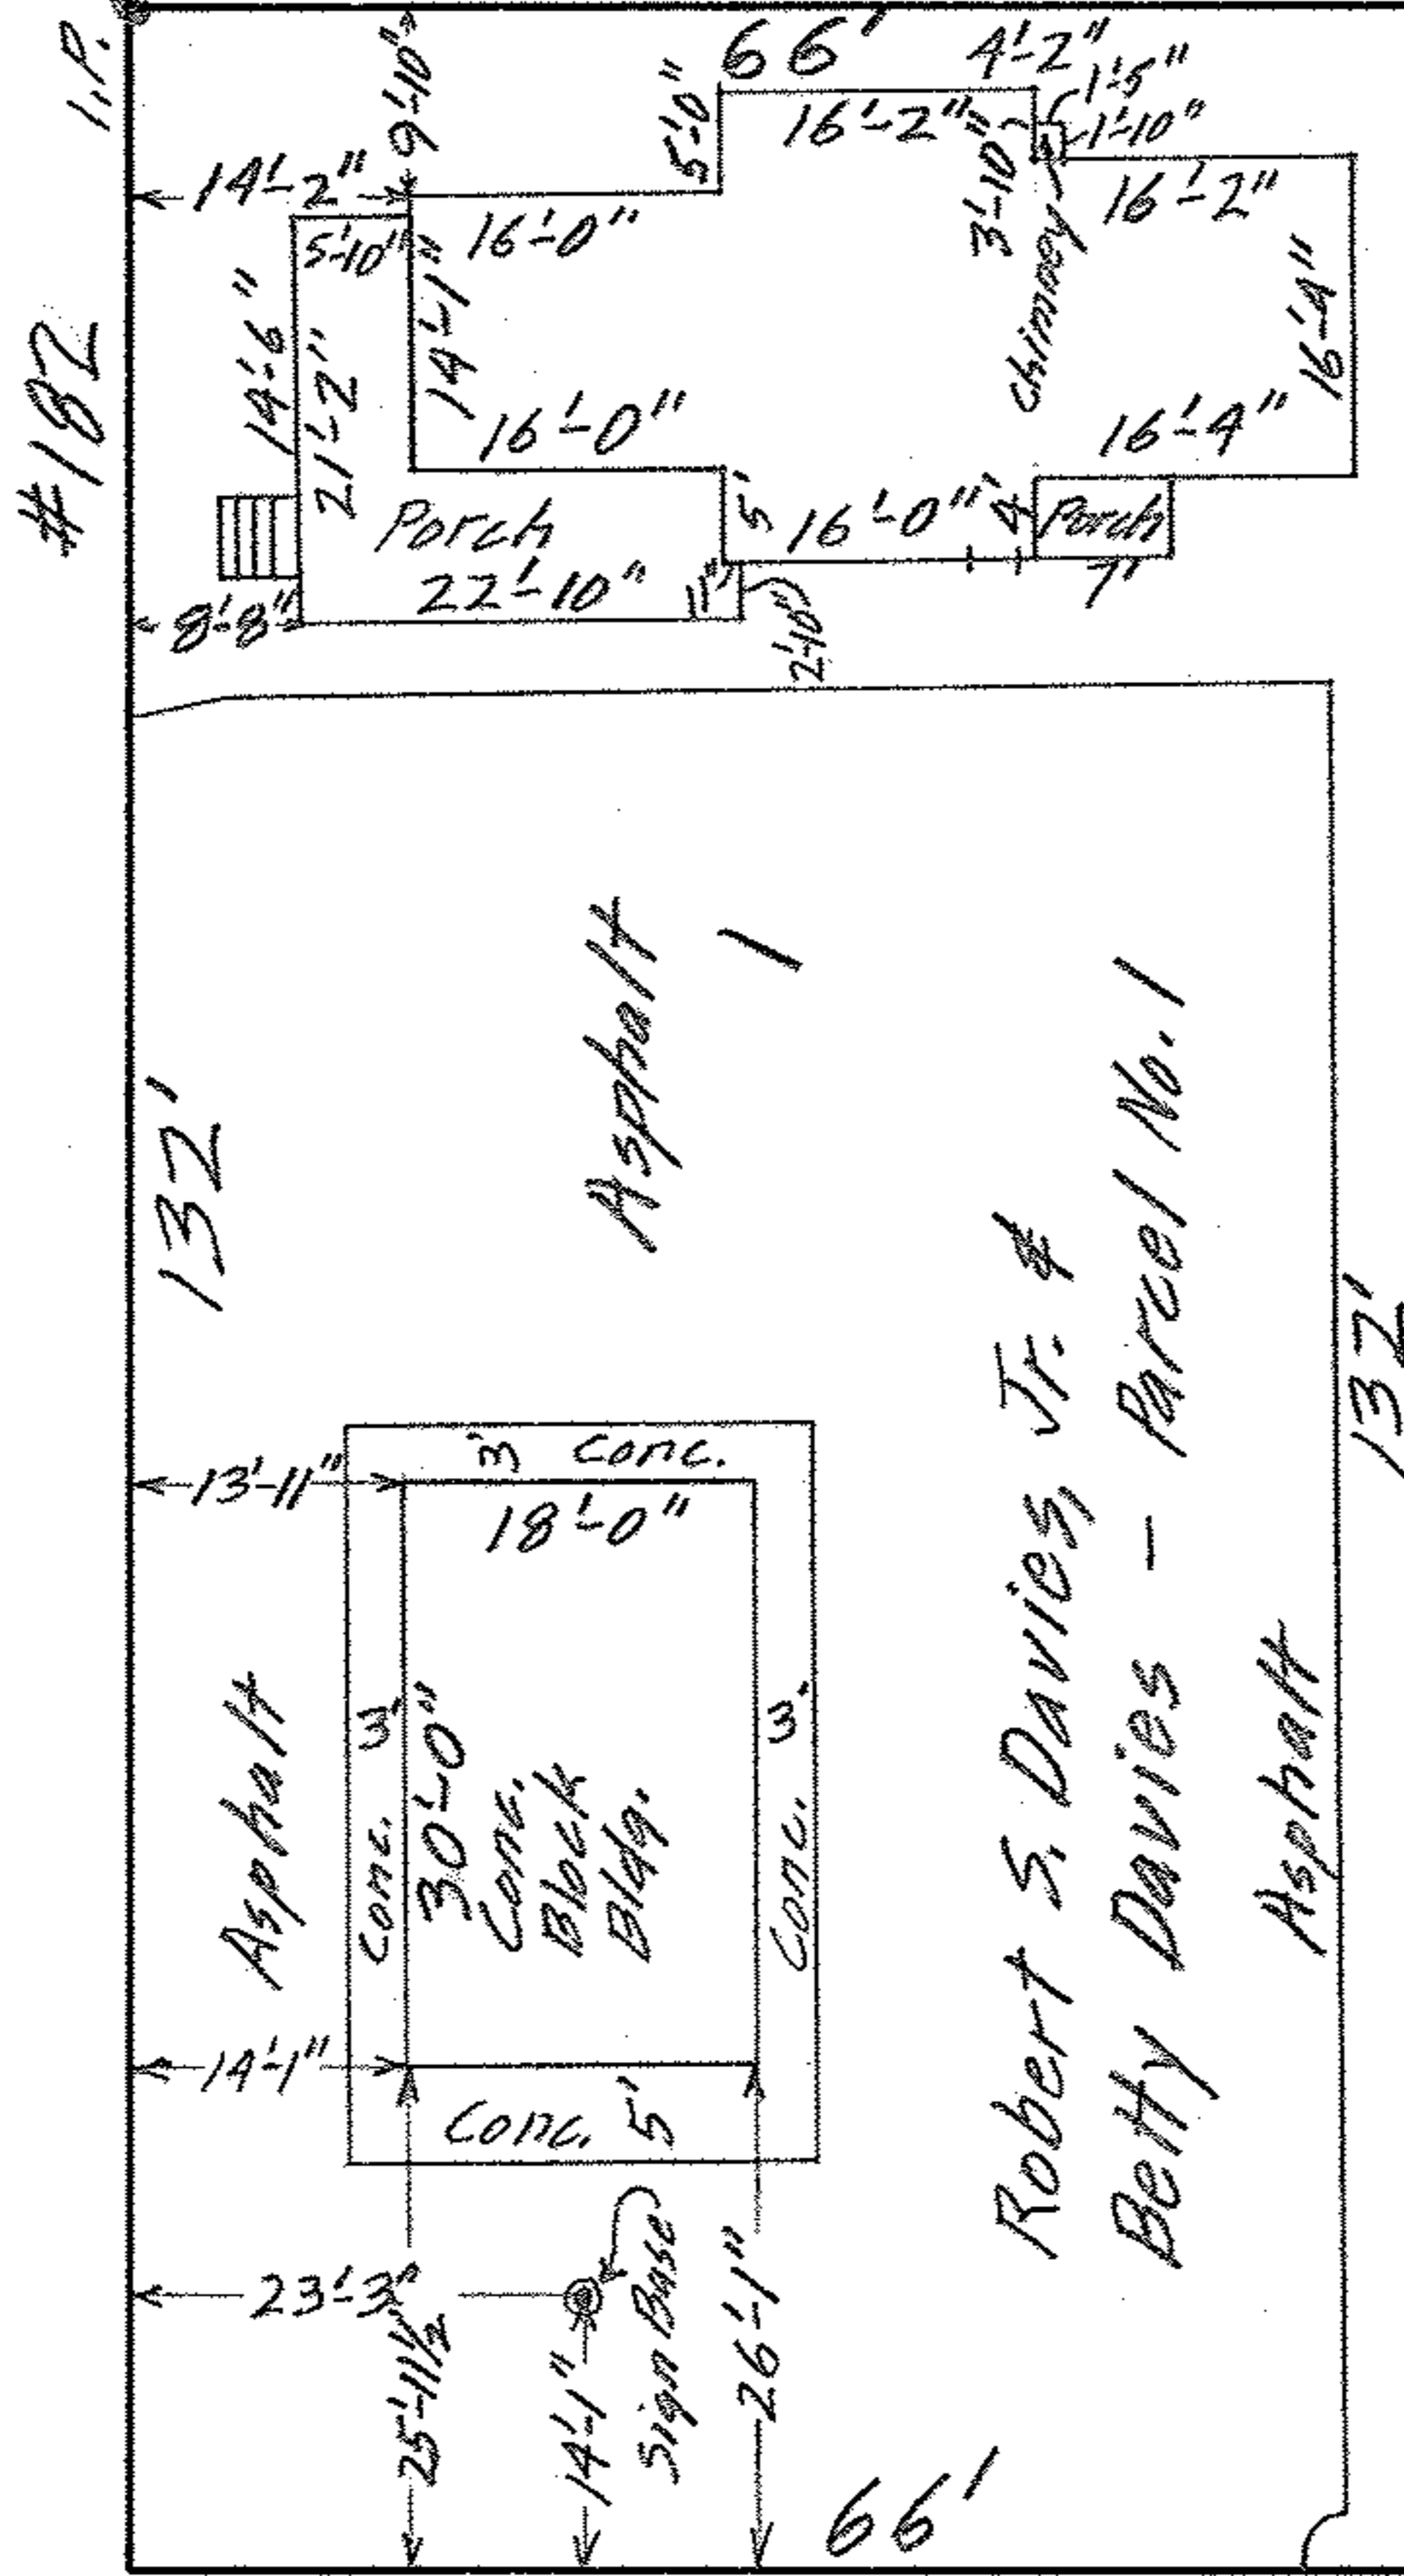 I.P.
#182
66'
9'-10"
14'-2"
5'-10"
16'-0"
5'-0"
16'-2"
4'-2"
1'-5"
1'-10"
3'-10"
chimney
16'-2"
16'-4"
16'-4"
14'-6"
21'-2"
14'-1"
16'-0"
Porch
22'-10"
8'-8"
5'
11"
2'-10"
16'-0"
4'
Porch
7'
132'
Asphalt
1
13'-11"
3' Conc.
18'-0"
Asphalt
Conc. 3'
30'-0"
Conc.
Block
Bldg.
Conc. 3'
14'-1"
Conc. 5'
23'-3"
25'-11½"
14'-1"
Sign Base
26'-1"
Robert S. Davies, Jr. &
Betty Davies - Parcel No. 1
Asphalt
132'
66'